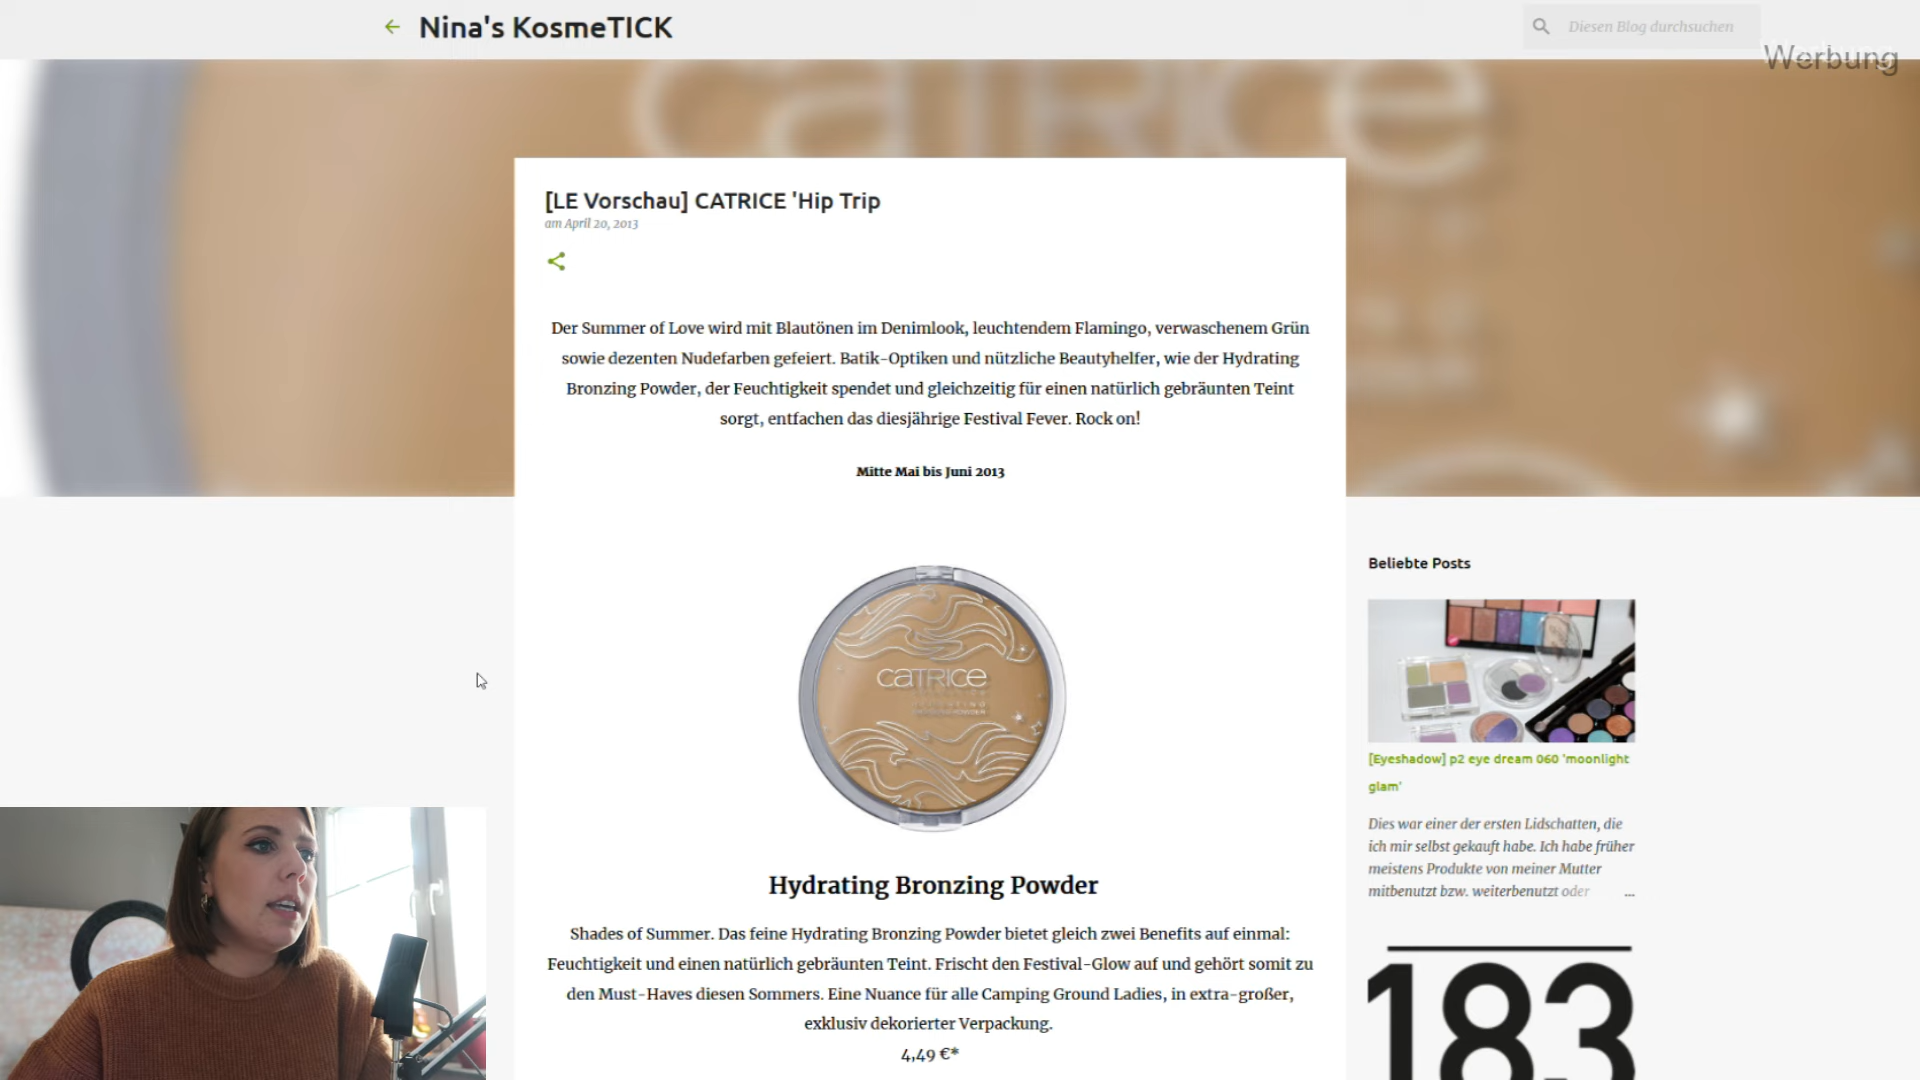 Nina's KosmeTICK
Diesen Blog durchsuchen
Werbung
CATRICE
[LE Vorschau] CATRICE 'Hip Trip
am April 20, 2013
Der Summer of Love wird mit Blautönen im Denimlook, leuchtendem Flamingo, verwaschenem Grün
sowie dezenten Nudefarben gefeiert. Batik-Optiken und nützliche Beautyhelfer, wie der Hydrating
Bronzing Powder, der Feuchtigkeit spendet und gleichzeitig für einen natürlich gebräunten Teint
sorgt, entfachen das diesjährige Festival Fever. Rock on!
Mitte Mai bis Juni 2013
CATRICE
Hydrating Bronzing Powder
Shades of Summer. Das feine Hydrating Bronzing Powder bietet gleich zwei Benefits auf einmal:
Feuchtigkeit und einen natürlich gebräunten Teint. Frischt den Festival-Glow auf und gehört somit zu
den Must-Haves diesen Sommers. Eine Nuance für alle Camping Ground Ladies, in extra-großer,
exklusiv dekorierter Verpackung.
4,49 €*
Beliebte Posts
[Eyeshadow] p2 eye dream 060 'moonlight
glam'
Dies war einer der ersten Lidschatten, die
ich mir selbst gekauft habe. Ich habe früher
meistens Produkte von meiner Mutter
mitbenutzt bzw. weiterbenutzt oder ...
183